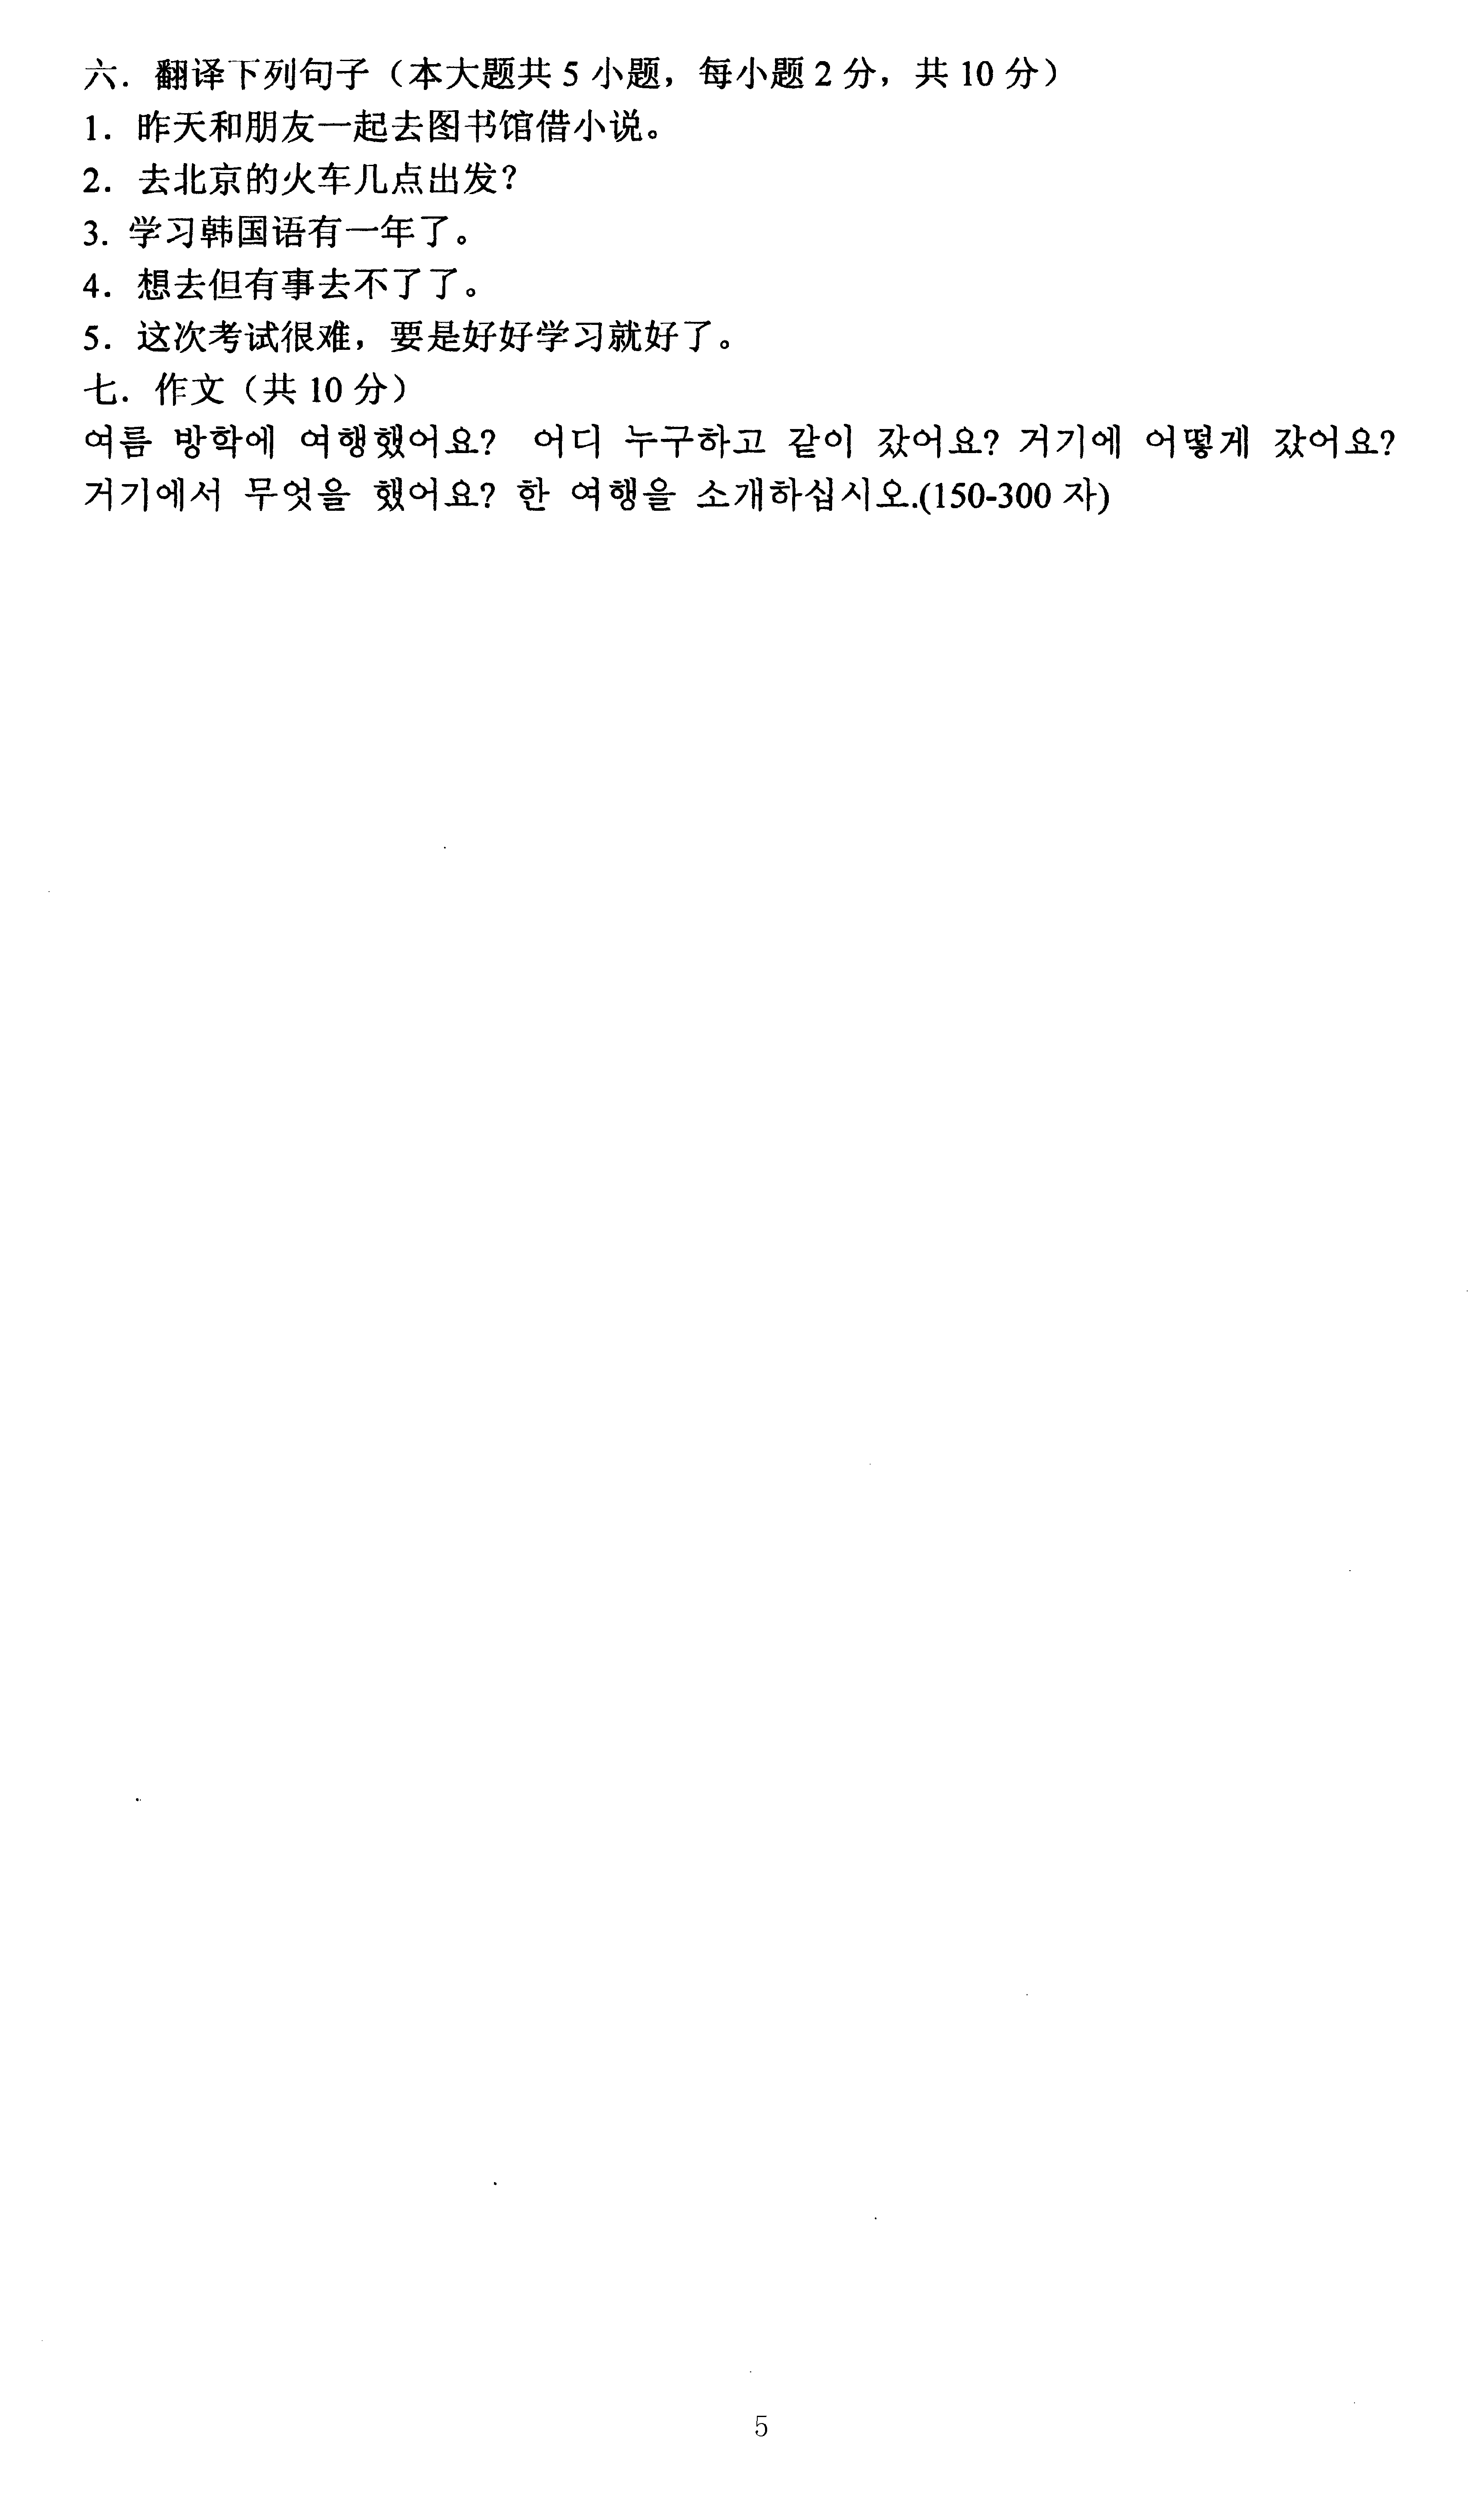 六．翻译下列句子（本大题共 5 小题，每小题 2 分，共 10 分）
1．昨天和朋友一起去图书馆借小说。
2．去北京的火车几点出发？
3. 学习韩国语有一年了。
4．想去但有事去不了了。
5．这次考试很难，要是好好学习就好了。
七．作文（共 10 分）
여름 방학에 여행했어요? 어디 누구하고 같이 갔어요? 거기에 어떻게 갔어요?
거기에서 무엇을 했어요? 한 여행을 소개하십시오.(150-300 자)
5